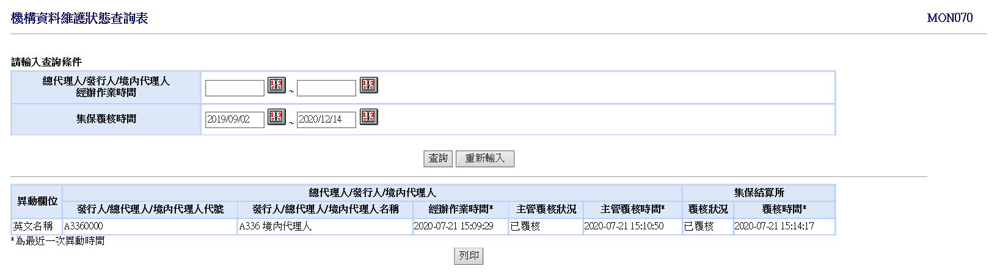 機構資料維護狀態查詢表 MON070
請輸入查詢條件
總代理人/發行人/境內代理人
經辦作業時間
~
集保覆核時間 2019/09/02 ~ 2020/12/14
查詢 重新輸入
異動欄位 總代理人/發行人/境內代理人 集保結算所
發行人/總代理人/境內代理人代號 發行人/總代理人/境內代理人名稱 經辦作業時間* 主管覆核狀況 主管覆核時間* 覆核狀況 覆核時間*
英文名稱 A3360000 A336 境內代理人 2020-07-21 15:09:29 已覆核 2020-07-21 15:10:50 已覆核 2020-07-21 15:14:17
*為最近一次異動時間
列印